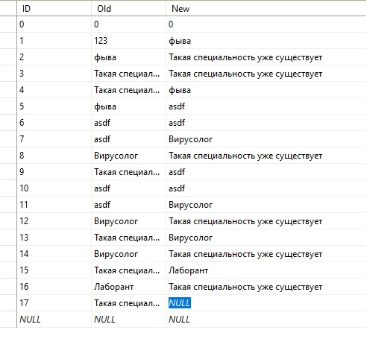 ID Old New
0 0 0
1 123 фыва
2 фыва Такая специальность уже существует
3 Такая специал... Такая специальность уже существует
4 Такая специал... фыва
5 фыва asdf
6 asdf asdf
7 asdf Вирусолог
8 Вирусолог Такая специальность уже существует
9 Такая специал... asdf
10 asdf asdf
11 asdf Вирусолог
12 Вирусолог Такая специальность уже существует
13 Такая специал... Вирусолог
14 Вирусолог Такая специальность уже существует
15 Такая специал... Лаборант
16 Лаборант Такая специальность уже существует
17 Такая специал... NULL
NULL NULL NULL